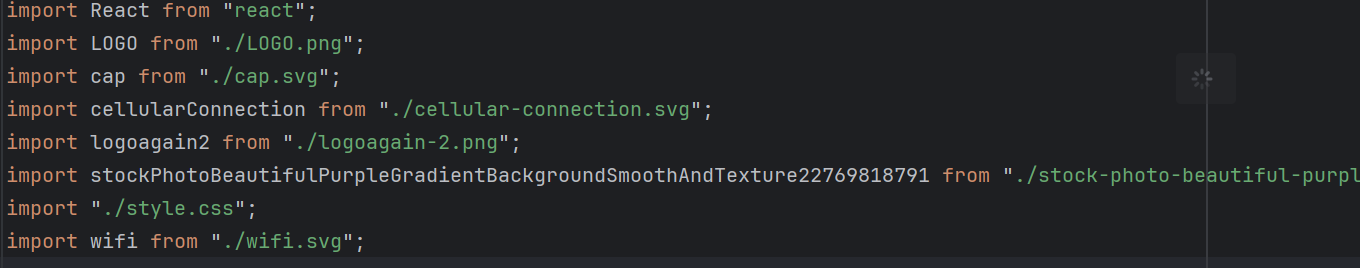 import React from "react";
import LOGO from "./LOGO.png";
import cap from "./cap.svg";
import cellularConnection from "./cellular-connection.svg";
import logoagain2 from "./logoagain-2.png";
import stockPhotoBeautifulPurpleGradientBackgroundSmoothAndTexture22769818791 from "./stock-photo-beautiful-purpl
import "./style.css";
import wifi from "./wifi.svg";